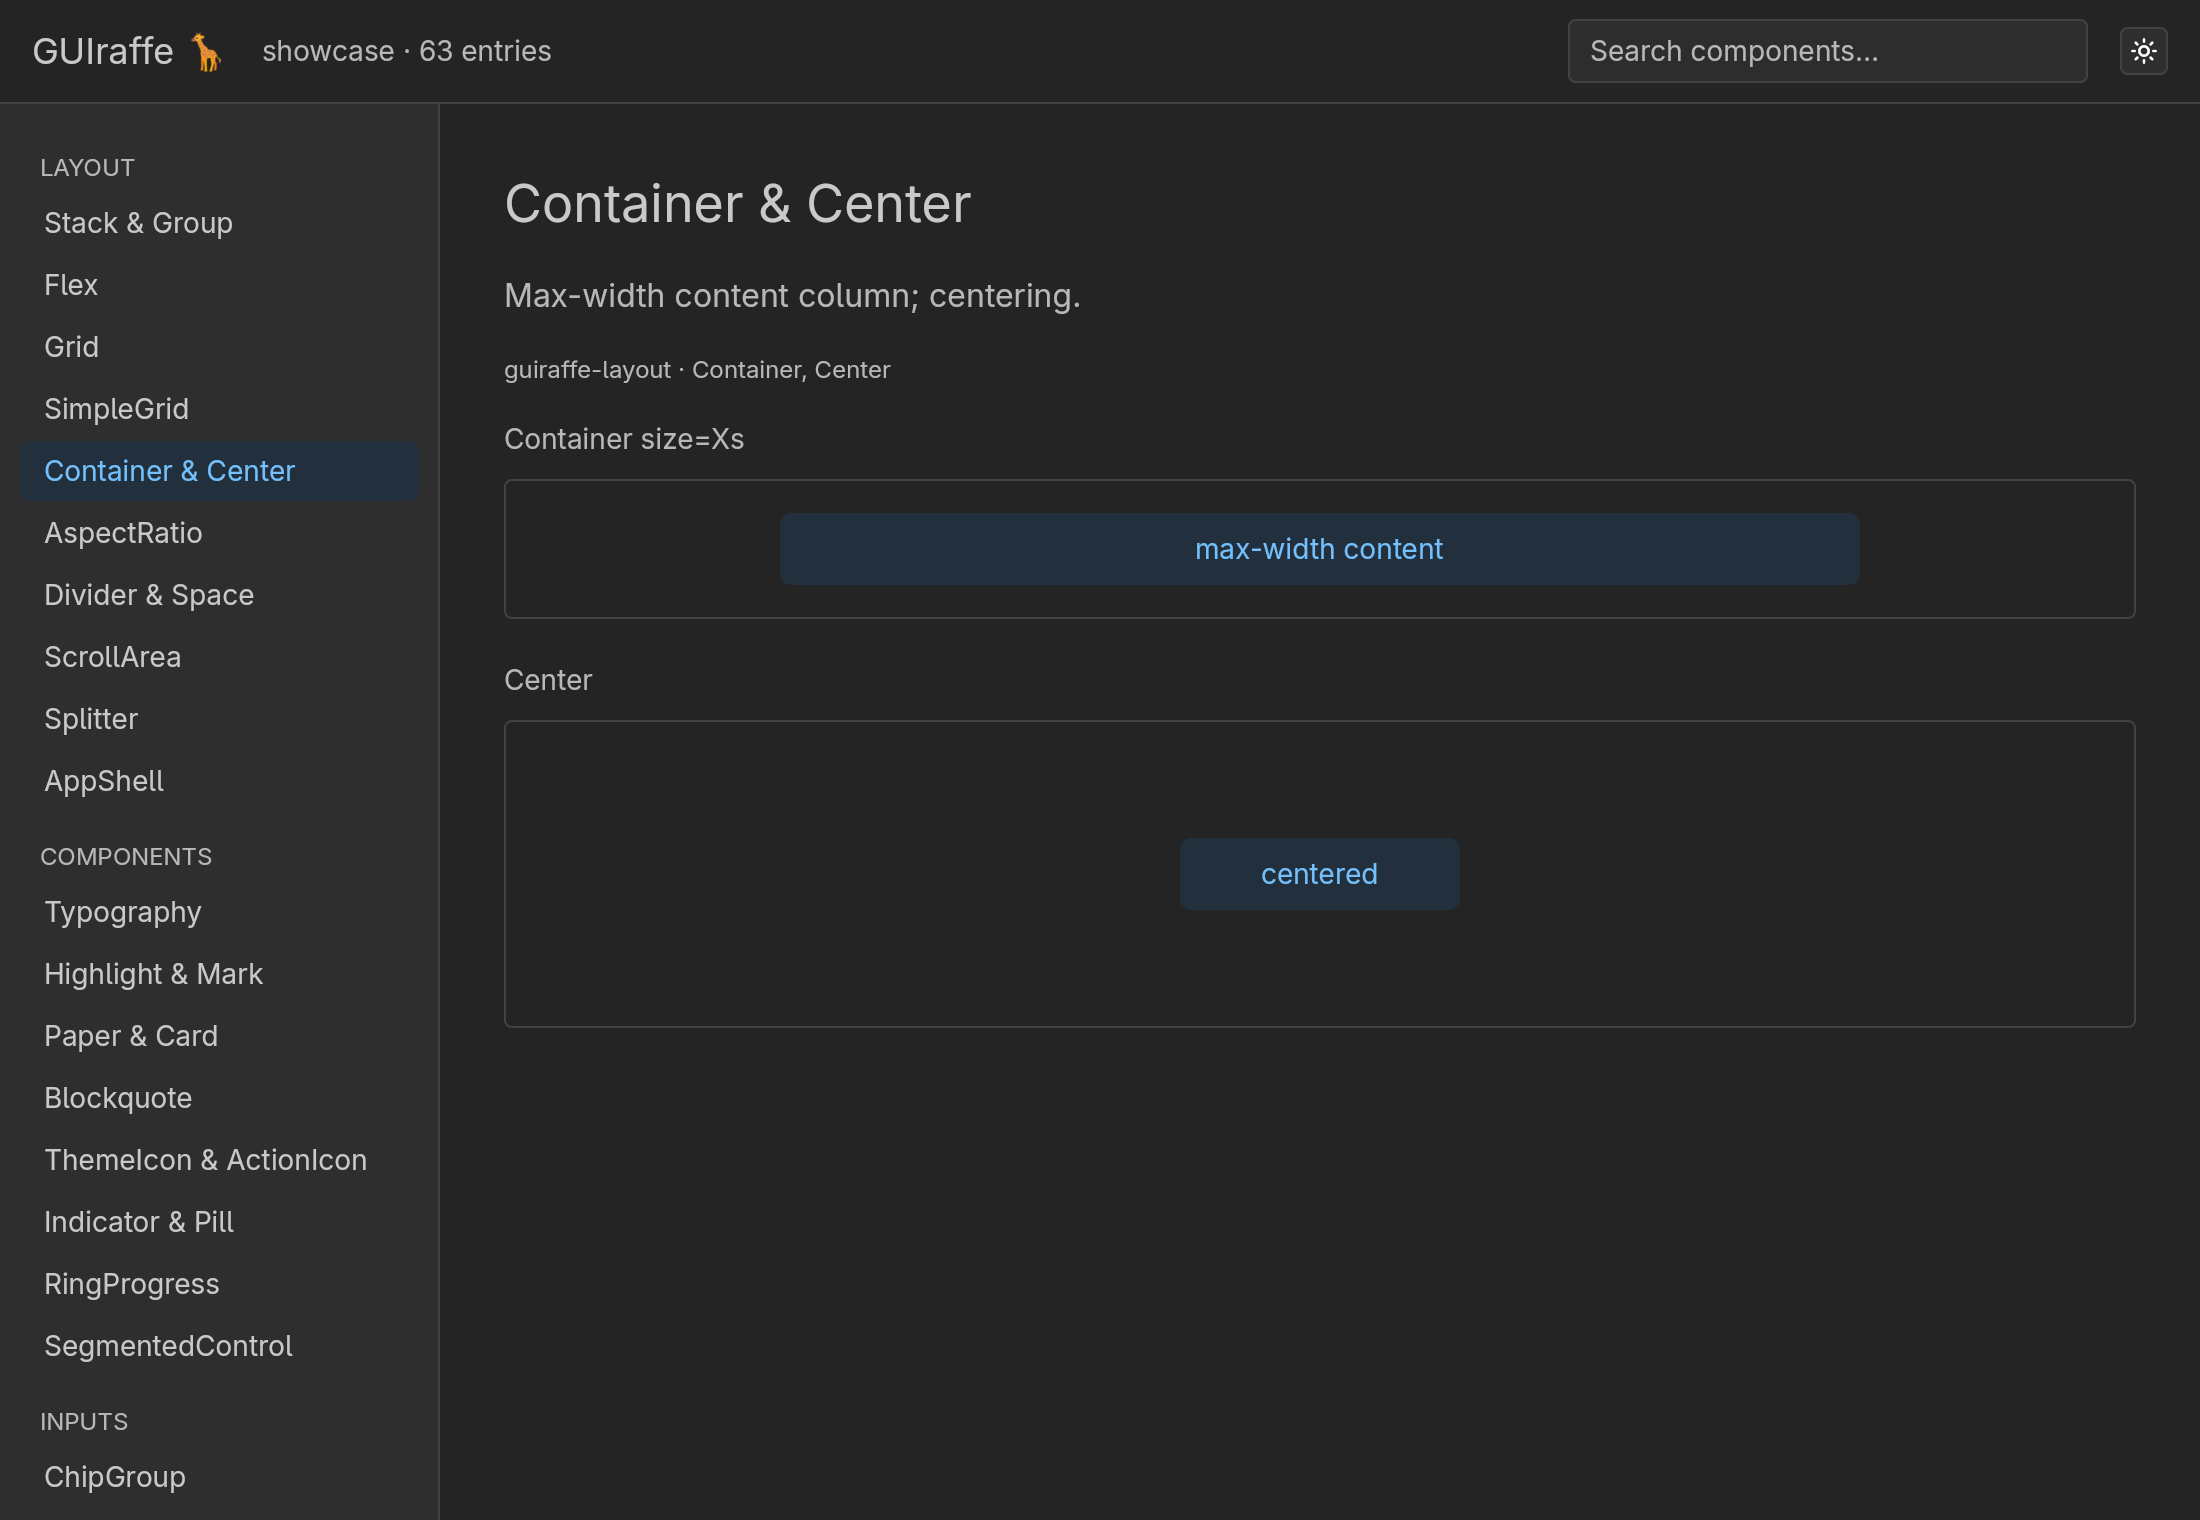 GUIraffe 🦒 showcase · 63 entries
Search components...
LAYOUT
Stack & Group
Flex
Grid
SimpleGrid
Container & Center
AspectRatio
Divider & Space
ScrollArea
Splitter
AppShell
COMPONENTS
Typography
Highlight & Mark
Paper & Card
Blockquote
ThemeIcon & ActionIcon
Indicator & Pill
RingProgress
SegmentedControl
INPUTS
ChipGroup
Container & Center
Max-width content column; centering.
guiraffe-layout · Container, Center
Container size=Xs
max-width content
Center
centered